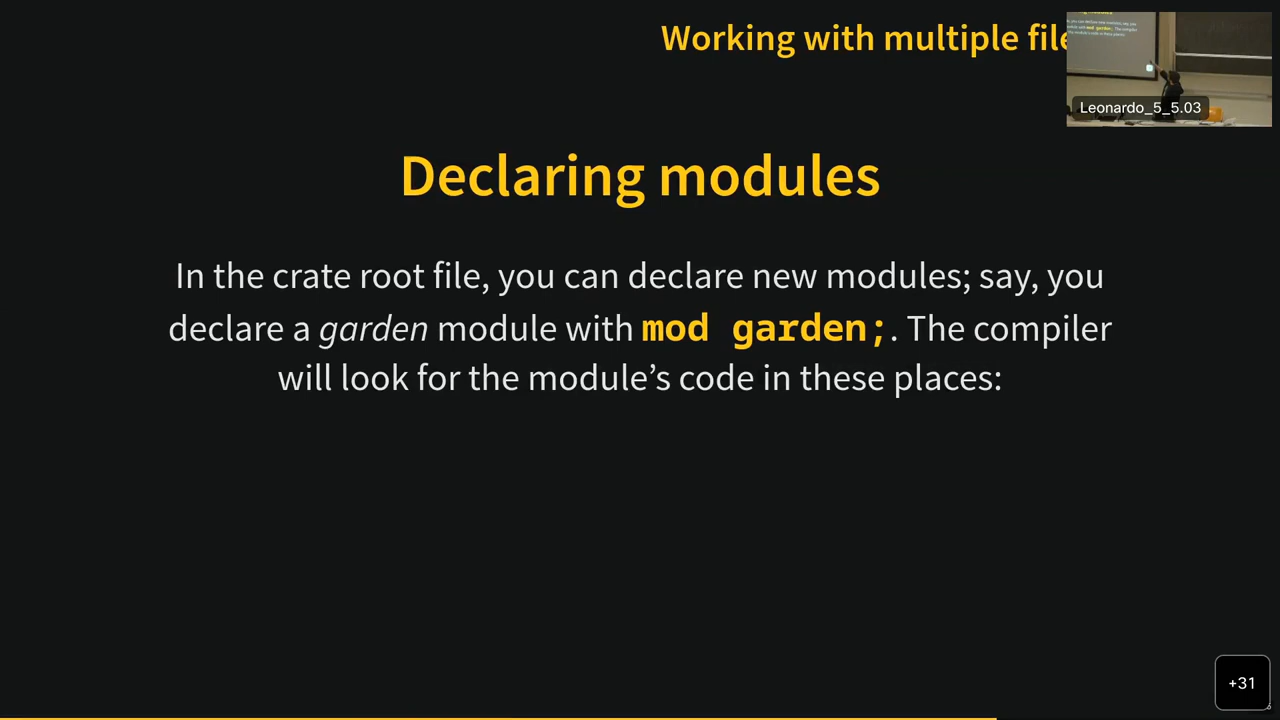 Working with multiple file
Leonardo_5_5.03
Declaring modules
In the crate root file, you can declare new modules; say, you
declare a garden module with mod garden;. The compiler
will look for the module’s code in these places:
+31